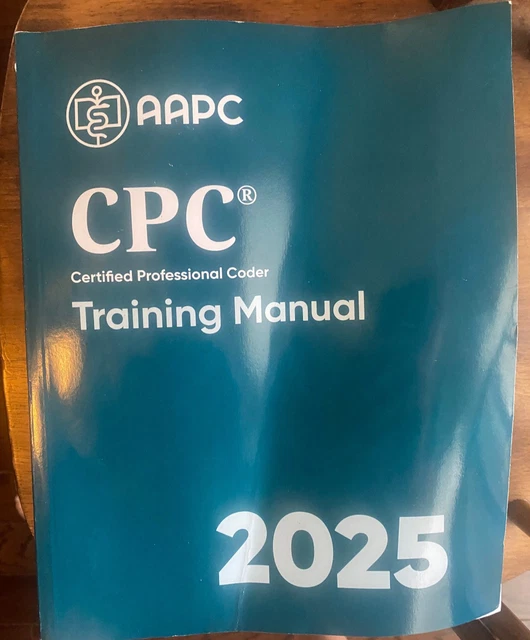 AAPC
CPC®
Certified Professional Coder
Training Manual
2025